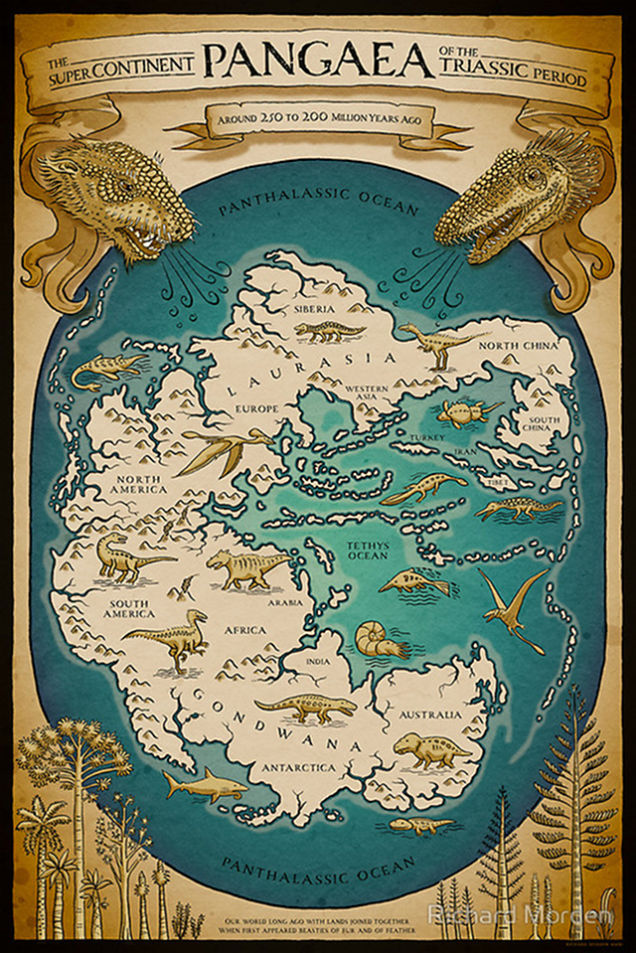 THE SUPERCONTINENT PANGAEA OF THE TRIASSIC PERIOD
AROUND 250 TO 200 MILLION YEARS AGO
PANTHALASSIC OCEAN
SIBERIA
NORTH CHINA
LAURASIA
WESTERN ASIA
EUROPE
SOUTH CHINA
TURKEY
IRAN
TIBET
NORTH AMERICA
TETHYS OCEAN
SOUTH AMERICA
ARABIA
AFRICA
INDIA
GONDWANA
AUSTRALIA
ANTARCTICA
PANTHALASSIC OCEAN
OUR WORLD LONG AGO WITH LANDS JOINED TOGETHER
WHEN FIRST APPEARED BEASTIES OF FUR AND OF FEATHER
Richard Morden